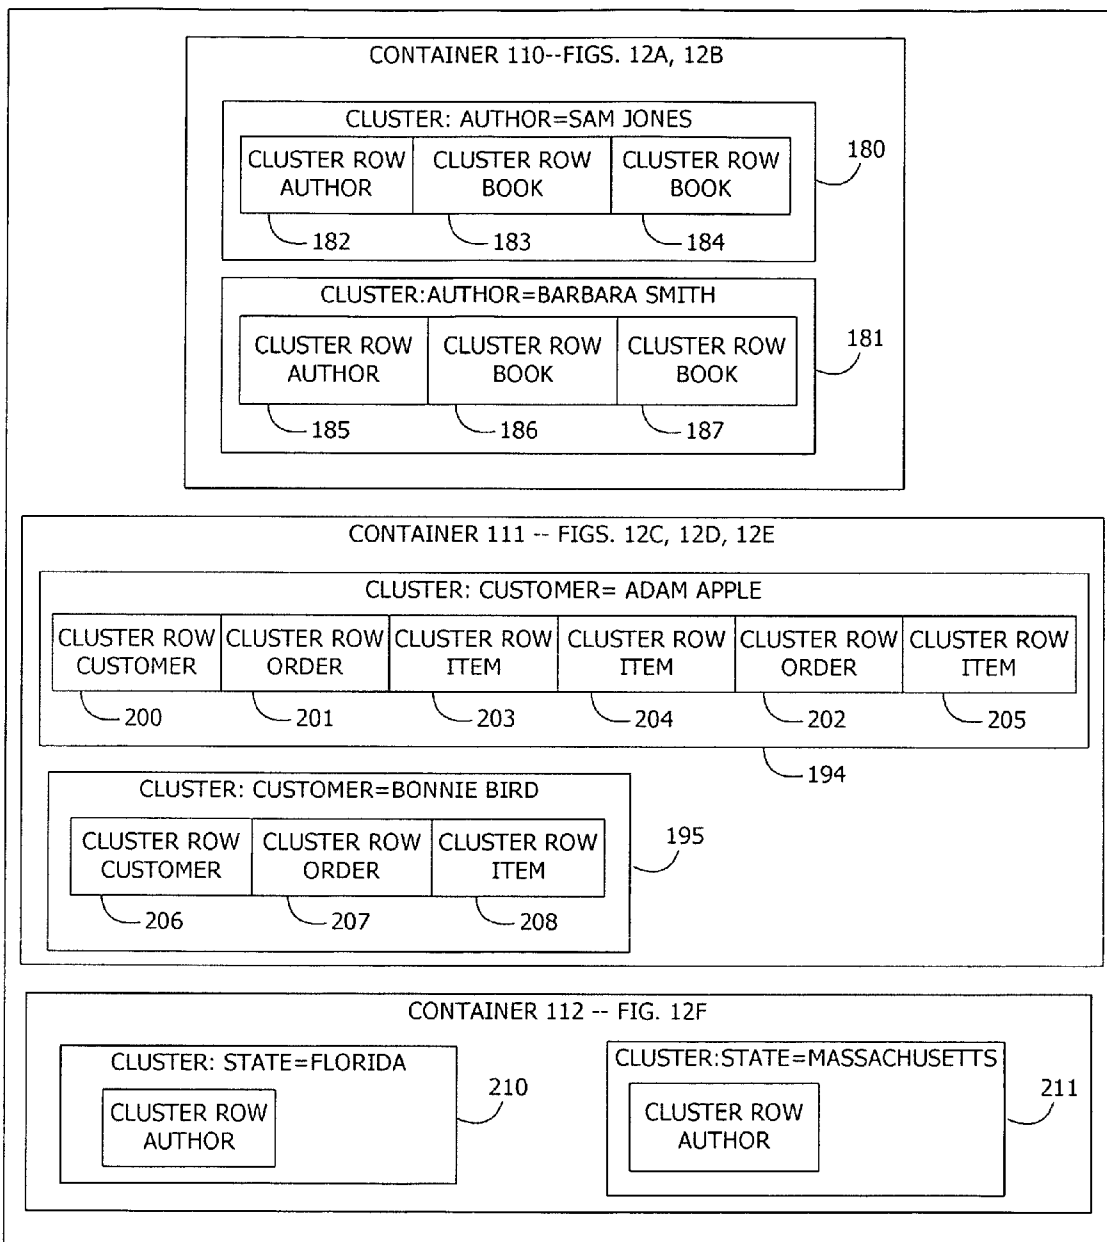 CONTAINER 110--FIGS. 12A, 12B
CLUSTER: AUTHOR=SAM JONES
CLUSTER ROW AUTHOR
CLUSTER ROW BOOK
CLUSTER ROW BOOK
180
182
183
184
CLUSTER:AUTHOR=BARBARA SMITH
CLUSTER ROW AUTHOR
CLUSTER ROW BOOK
CLUSTER ROW BOOK
181
185
186
187
CONTAINER 111 -- FIGS. 12C, 12D, 12E
CLUSTER: CUSTOMER= ADAM APPLE
CLUSTER ROW CUSTOMER
CLUSTER ROW ORDER
CLUSTER ROW ITEM
CLUSTER ROW ITEM
CLUSTER ROW ORDER
CLUSTER ROW ITEM
200
201
203
204
202
205
194
CLUSTER: CUSTOMER=BONNIE BIRD
CLUSTER ROW CUSTOMER
CLUSTER ROW ORDER
CLUSTER ROW ITEM
195
206
207
208
CONTAINER 112 -- FIG. 12F
CLUSTER: STATE=FLORIDA
CLUSTER ROW AUTHOR
210
CLUSTER:STATE=MASSACHUSETTS
CLUSTER ROW AUTHOR
211